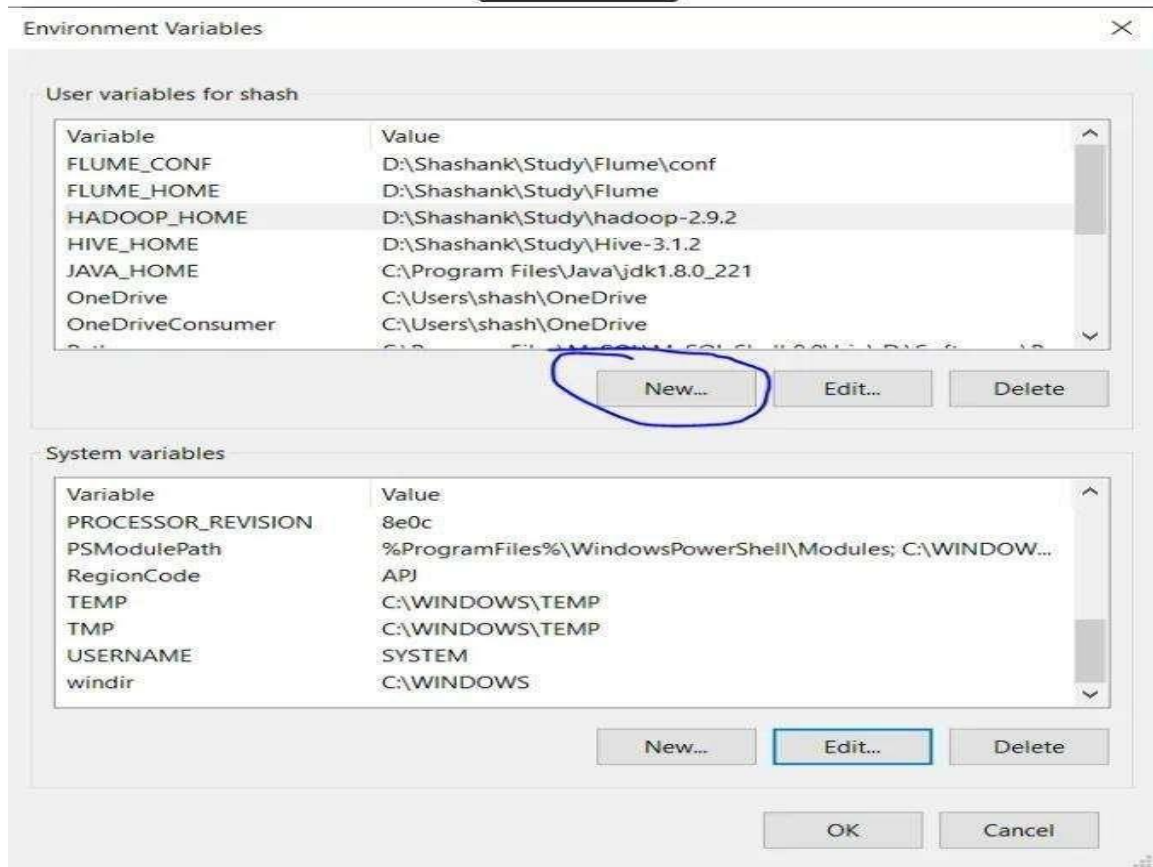 Environment Variables
User variables for shash
Variable Value
FLUME_CONF D:\Shashank\Study\Flume\conf
FLUME_HOME D:\Shashank\Study\Flume
HADOOP_HOME D:\Shashank\Study\hadoop-2.9.2
HIVE_HOME D:\Shashank\Study\Hive-3.1.2
JAVA_HOME C:\Program Files\Java\jdk1.8.0_221
OneDrive C:\Users\shash\OneDrive
OneDriveConsumer C:\Users\shash\OneDrive
New... Edit... Delete
System variables
Variable Value
PROCESSOR_REVISION 8e0c
PSModulePath %ProgramFiles%\WindowsPowerShell\Modules; C:\WINDOW...
RegionCode APJ
TEMP C:\WINDOWS\TEMP
TMP C:\WINDOWS\TEMP
USERNAME SYSTEM
windir C:\WINDOWS
New... Edit... Delete
OK Cancel